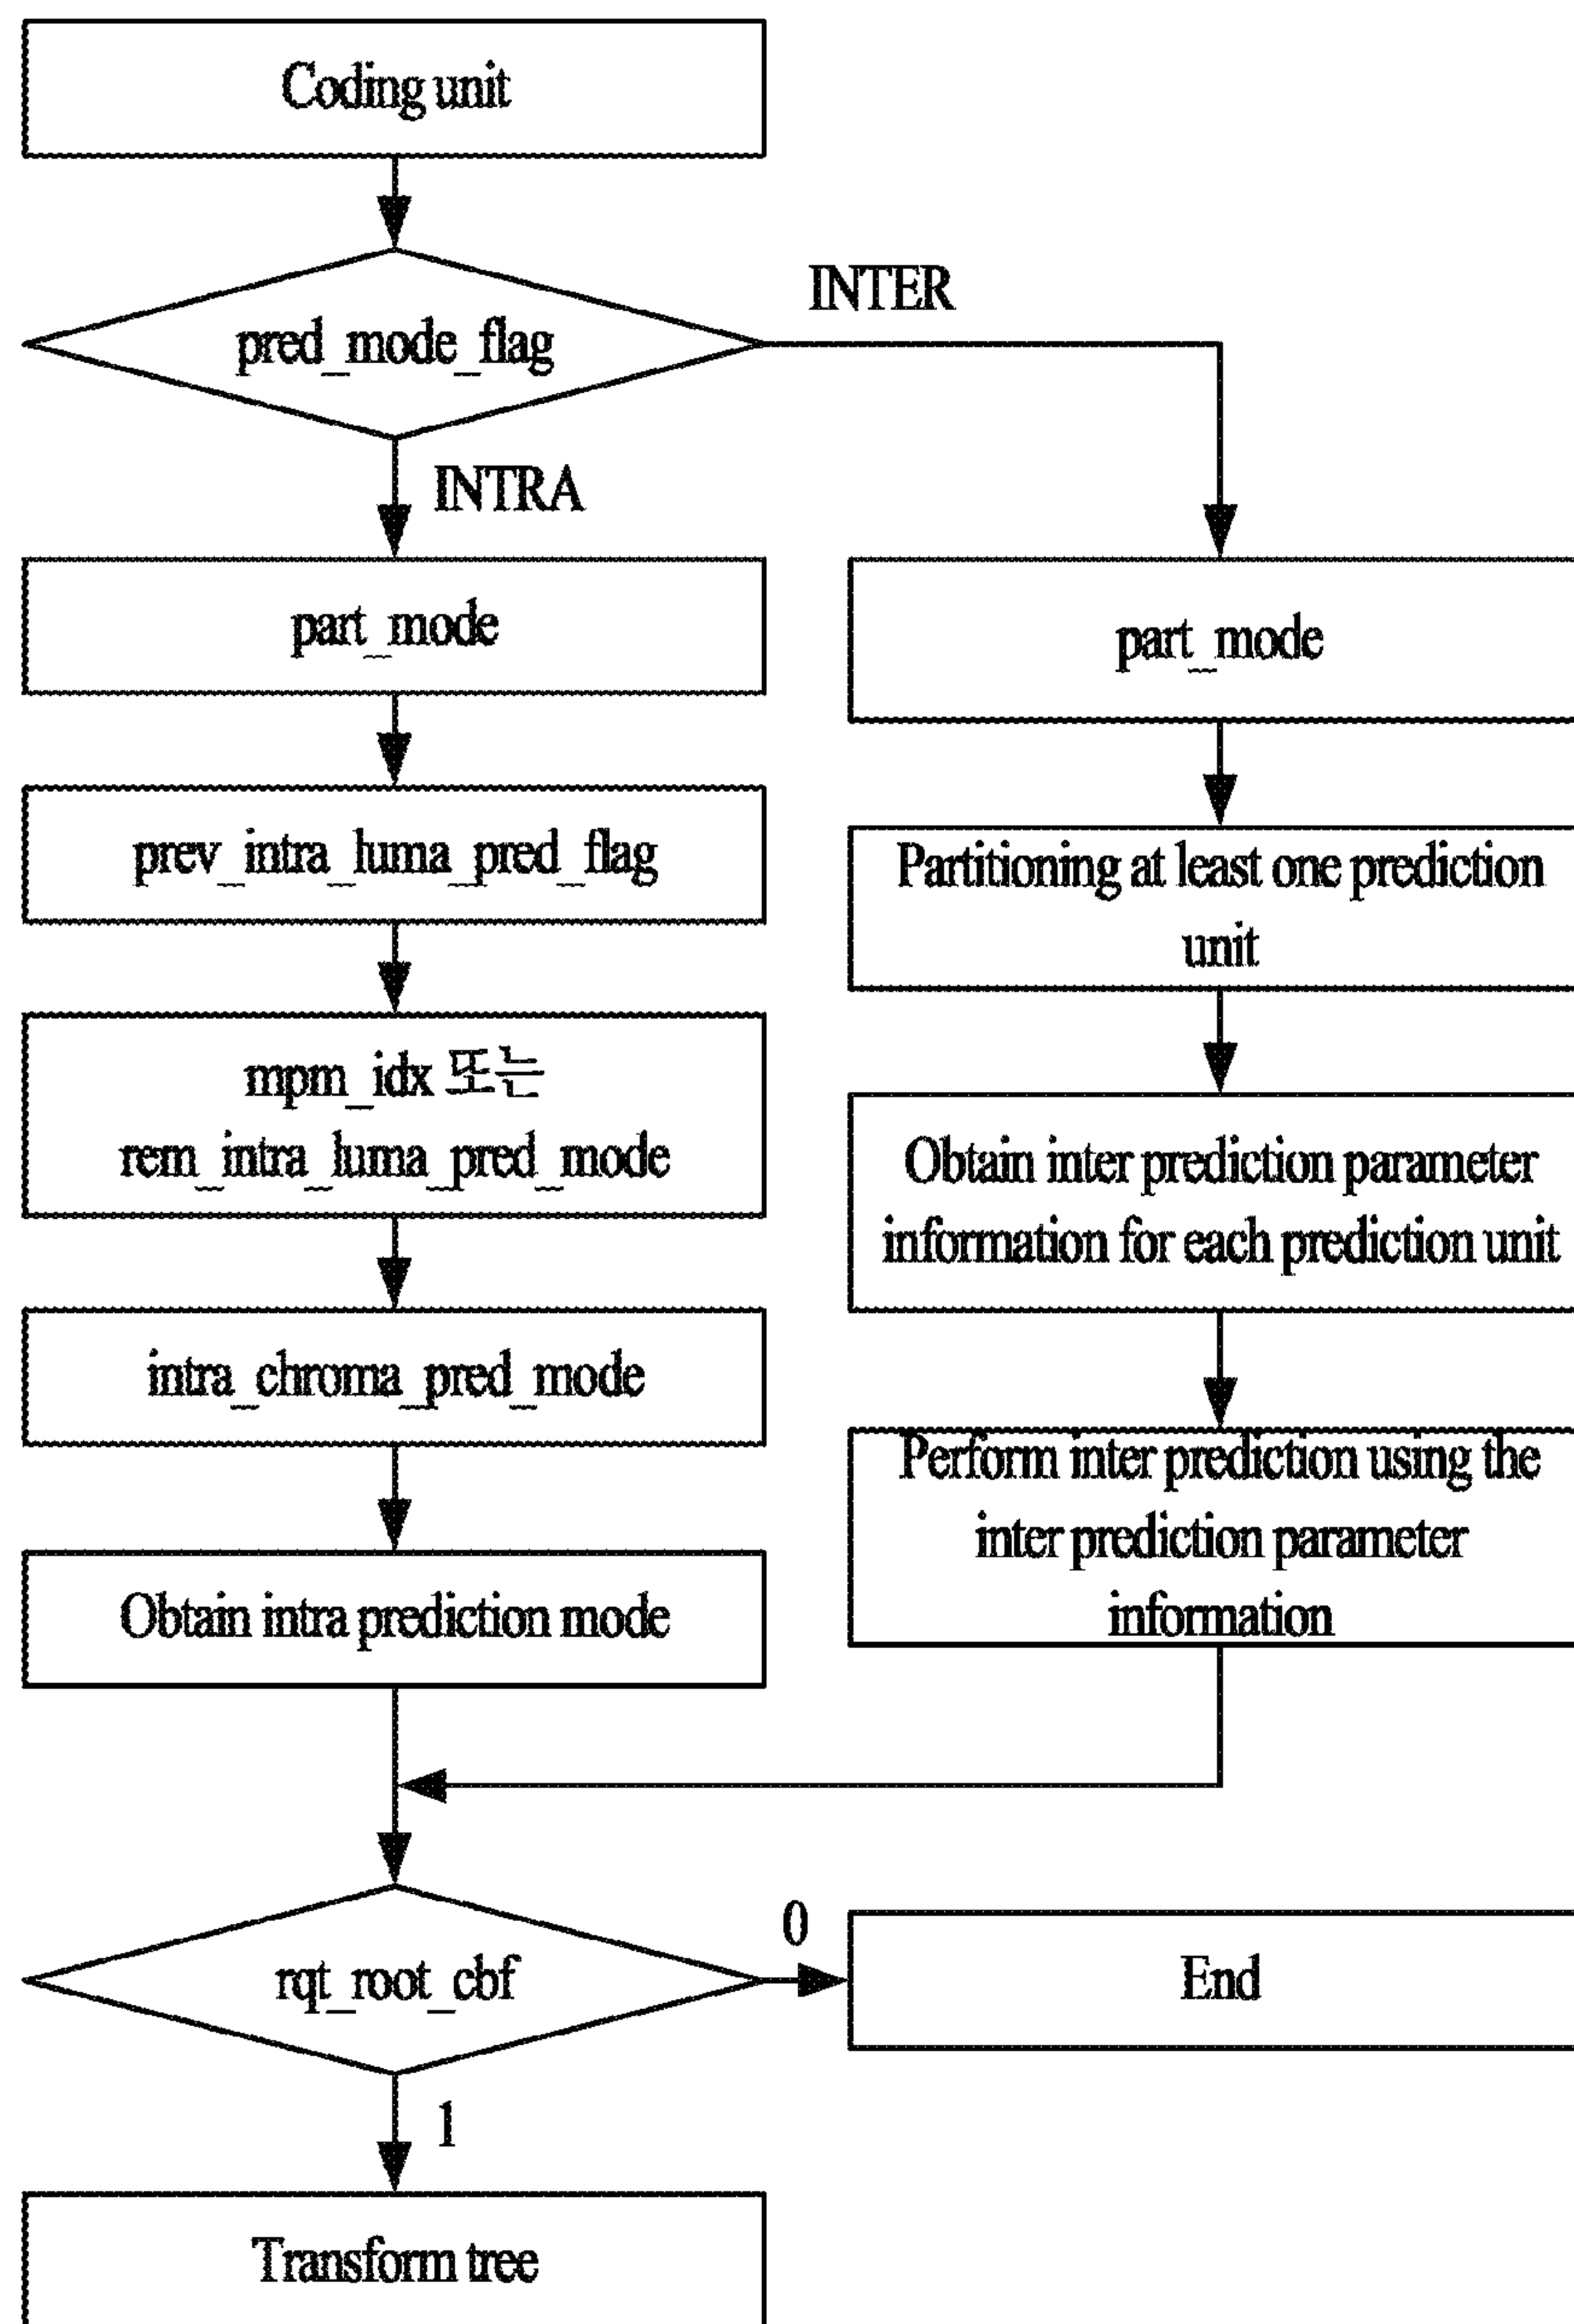 Coding unit
pred_mode_flag
INTER
INTRA
part_mode
prev_intra_luma_pred_flag
mpm_idx 또는
rem_intra_luma_pred_mode
intra_chroma_pred_mode
Obtain intra prediction mode
part_mode
Partitioning at least one prediction
unit
Obtain inter prediction parameter
information for each prediction unit
Perform inter prediction using the
inter prediction parameter
information
rqt_root_cbf
0
End
1
Transform tree